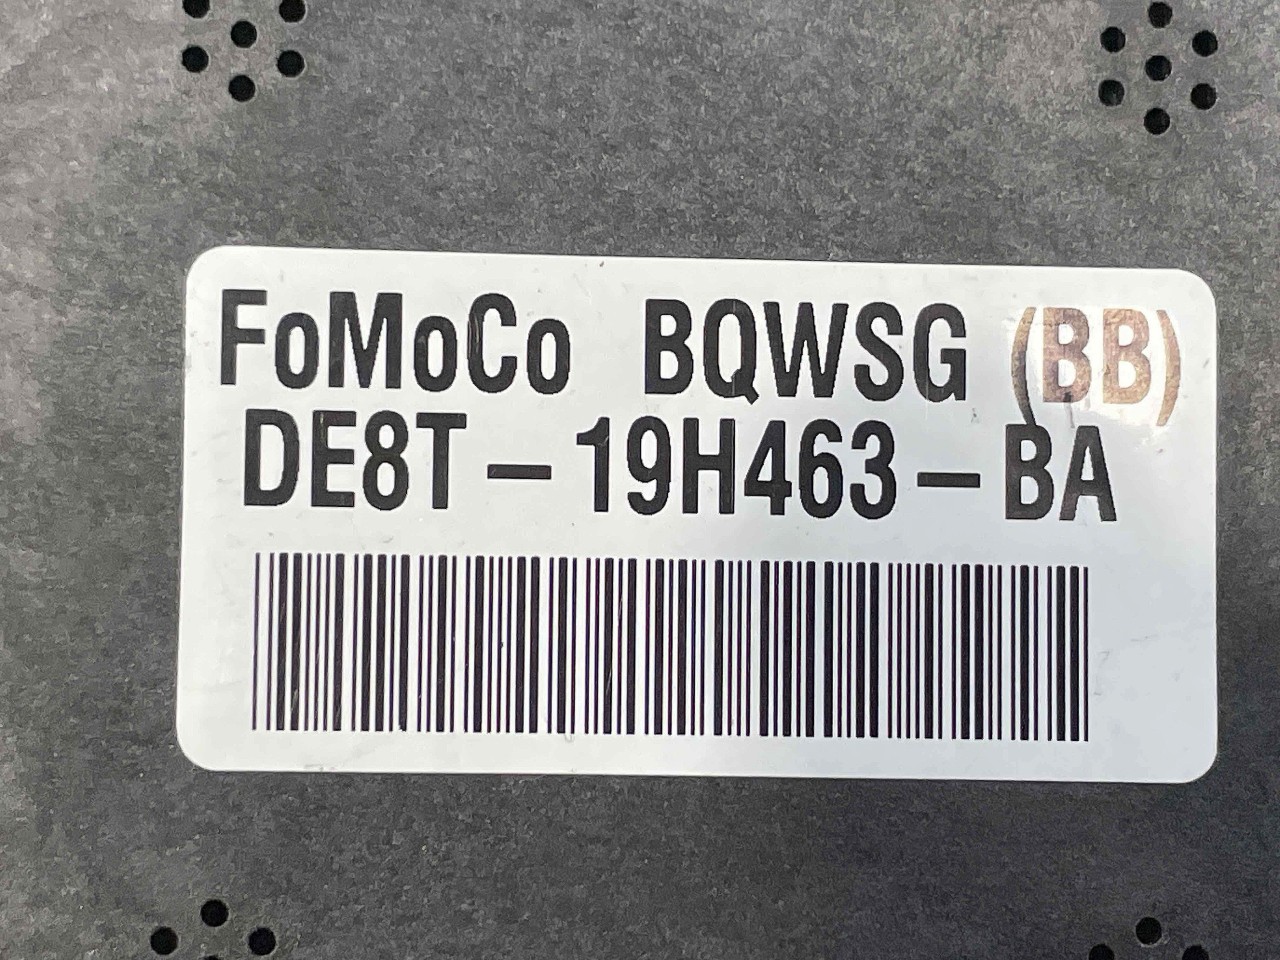 FoMoCo BQWSG (BB)
DE8T-19H463-BA